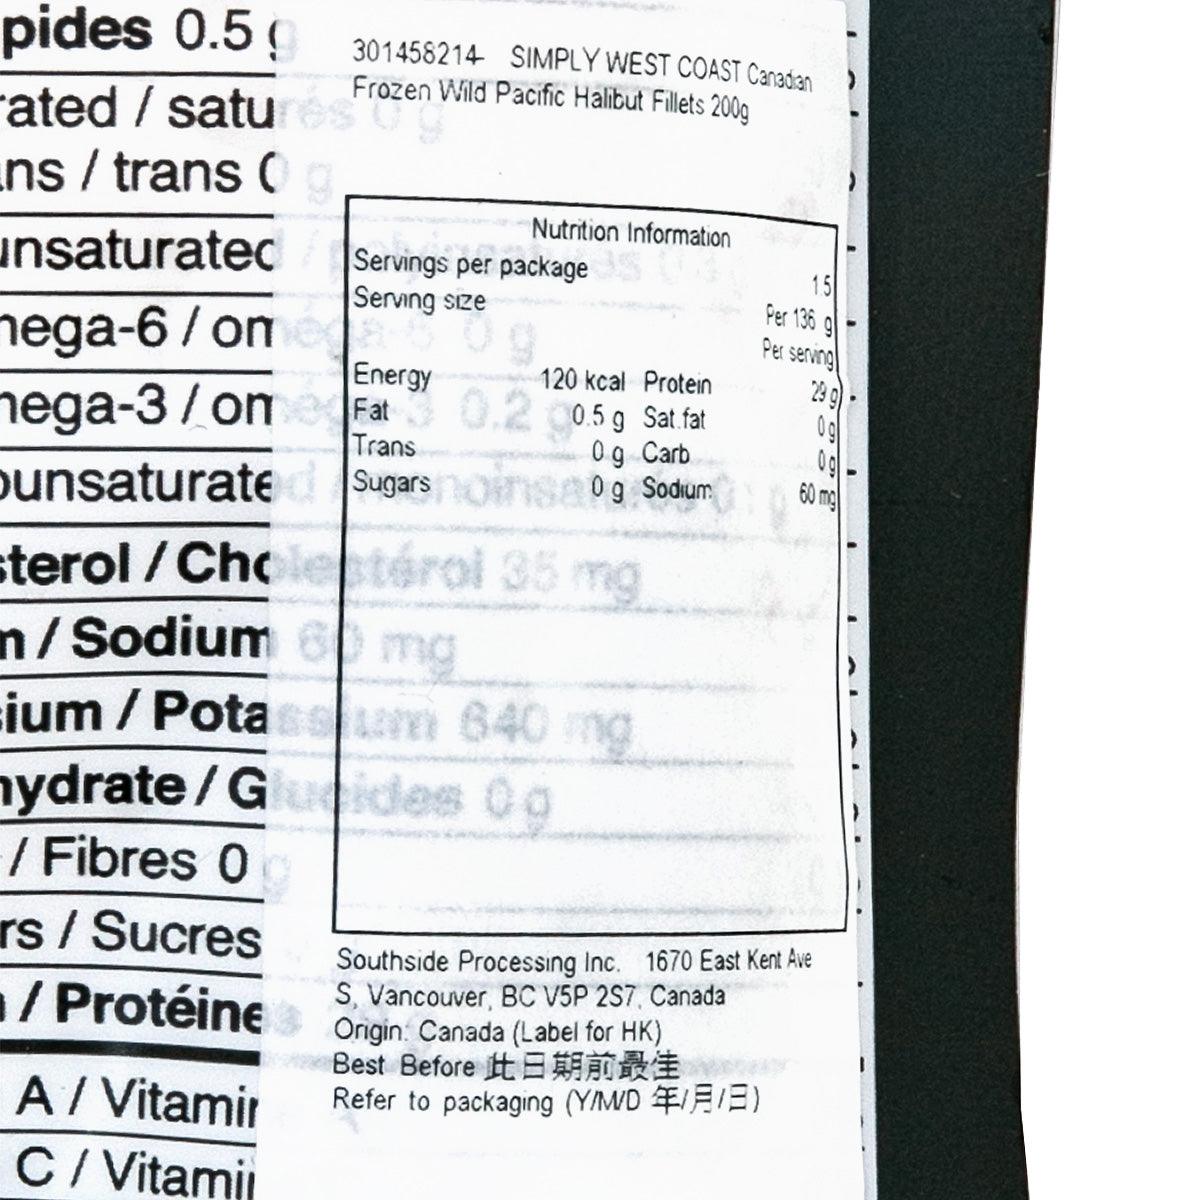 pides 0.5 g
rated / saturés 0 g
ans / trans 0 g
unsaturated / polyinsaturés
mega-6 / oméga-6 0 g
mega-3 / oméga-3 0.2 g
ounsaturated / monoinsaturés
sterol / Cholestérol 35 mg
m / Sodium 60 mg
sium / Potassium 640 mg
hydrate / Glucides 0 g
/ Fibres 0 g
rs / Sucres
n / Protéines 29 g
A / Vitamin
C / Vitamin
301458214- SIMPLY WEST COAST Canadian
Frozen Wild Pacific Halibut Fillets 200g
Nutrition Information
Servings per package 1.5
Serving size Per 136 g
Per serving
Energy 120 kcal Protein 29 g
Fat 0.5 g Sat.fat 0 g
Trans 0 g Carb 0 g
Sugars 0 g Sodium 60 mg
Southside Processing Inc. 1670 East Kent Ave
S, Vancouver, BC V5P 2S7, Canada
Origin: Canada (Label for HK)
Best Before 此日期前最佳
Refer to packaging (Y/M/D 年/月/日)